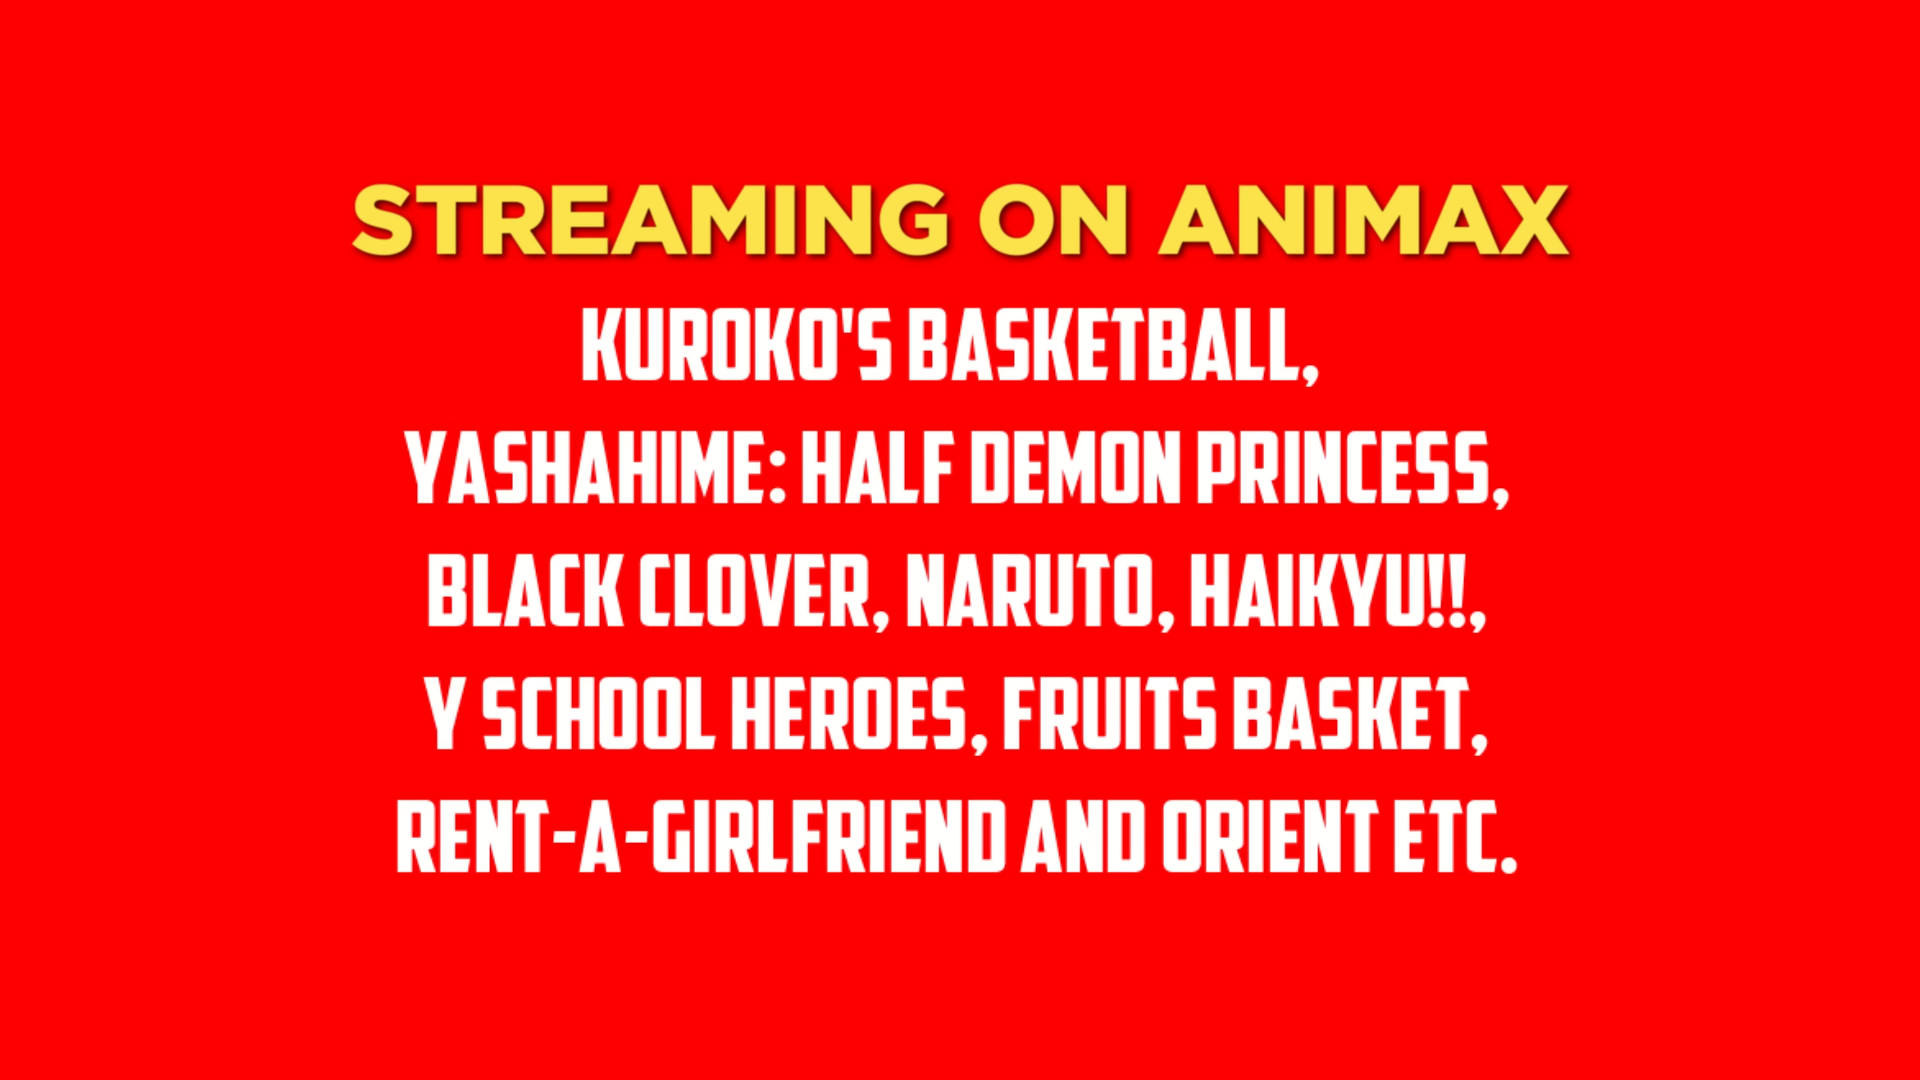 STREAMING ON ANIMAX
KUROKO'S BASKETBALL,
YASHAHIME: HALF DEMON PRINCESS,
BLACK CLOVER, NARUTO, HAIKYU!!,
Y SCHOOL HEROES, FRUITS BASKET,
RENT-A-GIRLFRIEND AND ORIENT ETC.